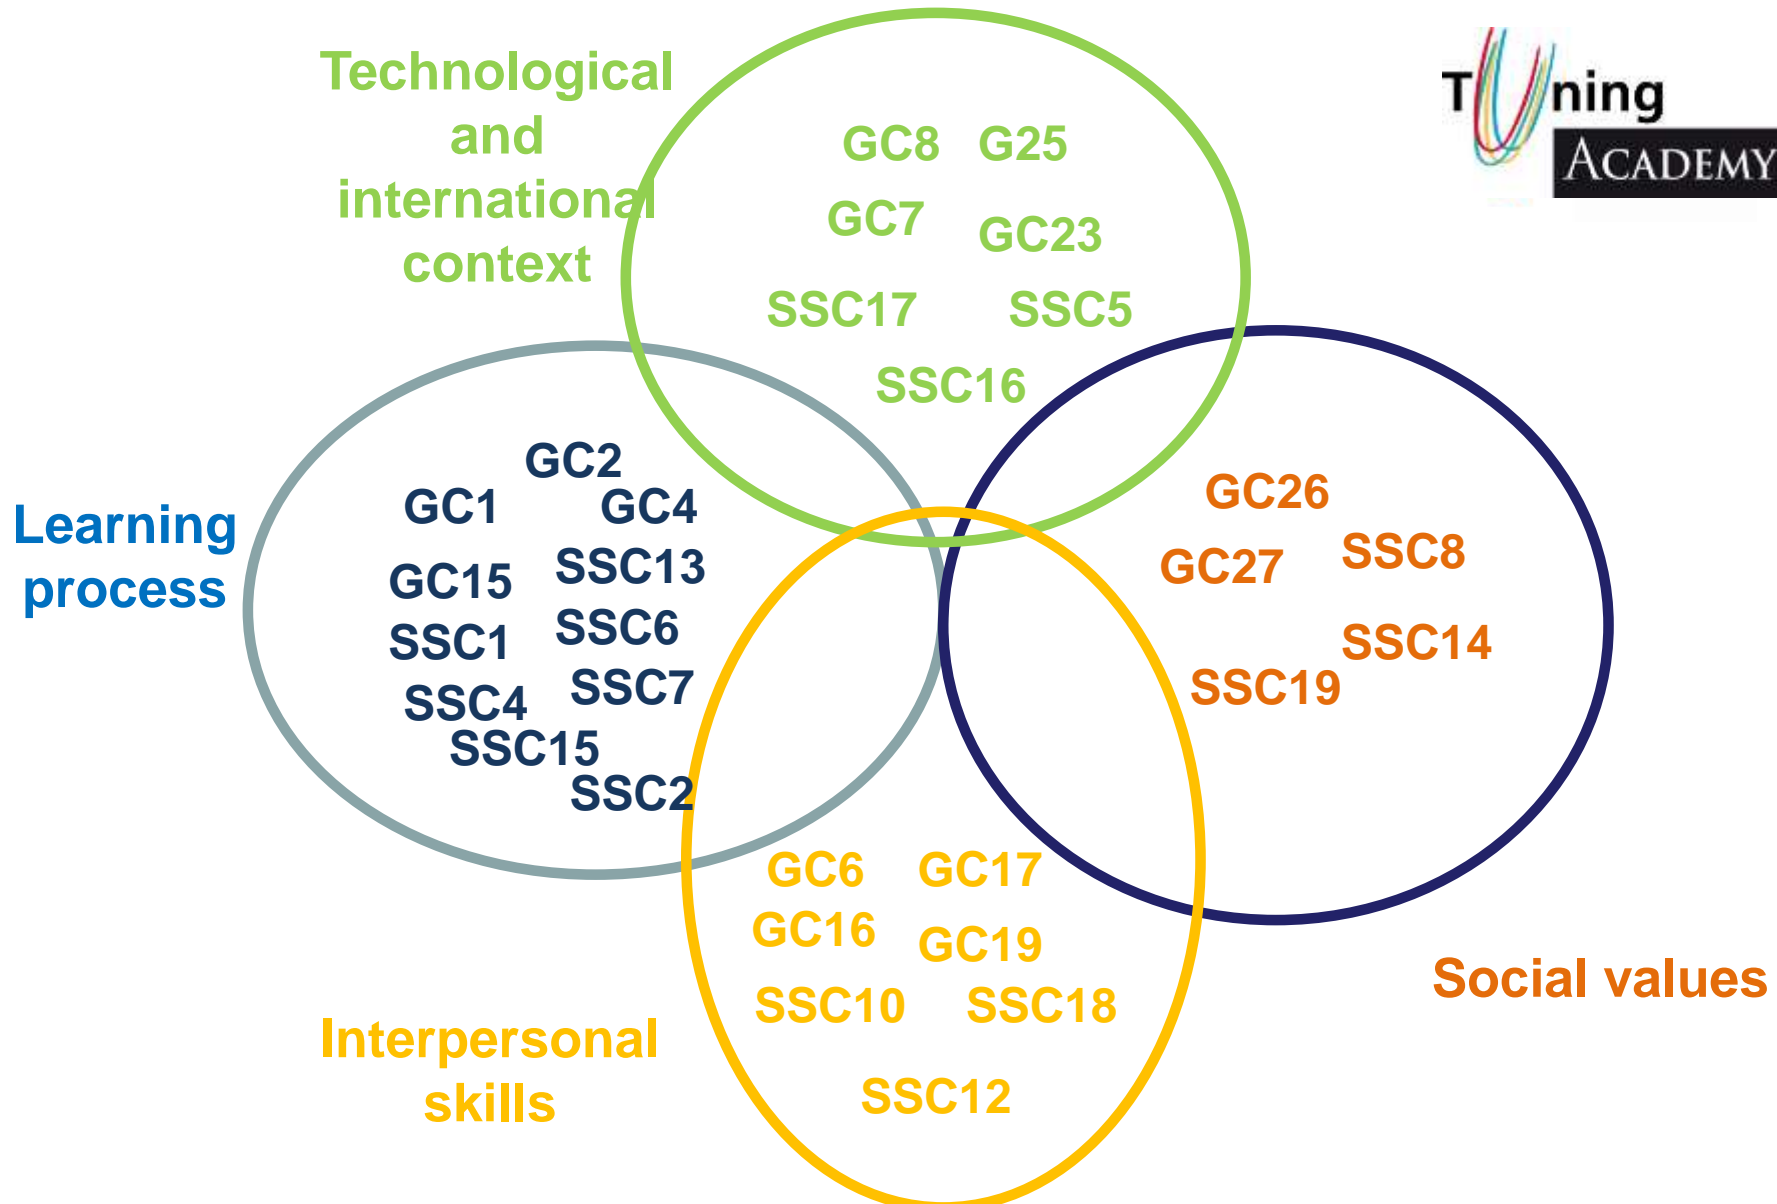 Technological
and
international
context
TUning
ACADEMY
GC8 G25
GC7 GC23
SSC17 SSC5
SSC16
Learning
process
GC2
GC1 GC4
GC15 SSC13
SSC1 SSC6
SSC4 SSC7
SSC15
SSC2
GC26
GC27 SSC8
SSC14
SSC19
Social values
GC6 GC17
GC16 GC19
SSC10 SSC18
SSC12
Interpersonal
skills